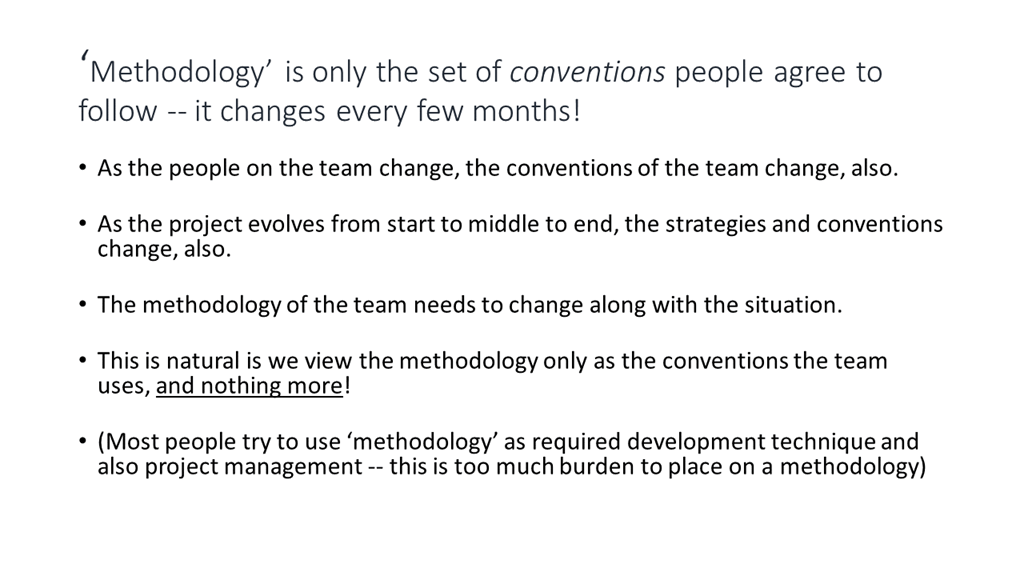 ‘Methodology’ is only the set of conventions people agree to
follow -- it changes every few months!
• As the people on the team change, the conventions of the team change, also.
• As the project evolves from start to middle to end, the strategies and conventions
change, also.
• The methodology of the team needs to change along with the situation.
• This is natural is we view the methodology only as the conventions the team
uses, and nothing more!
• (Most people try to use ‘methodology’ as required development technique and
also project management -- this is too much burden to place on a methodology)